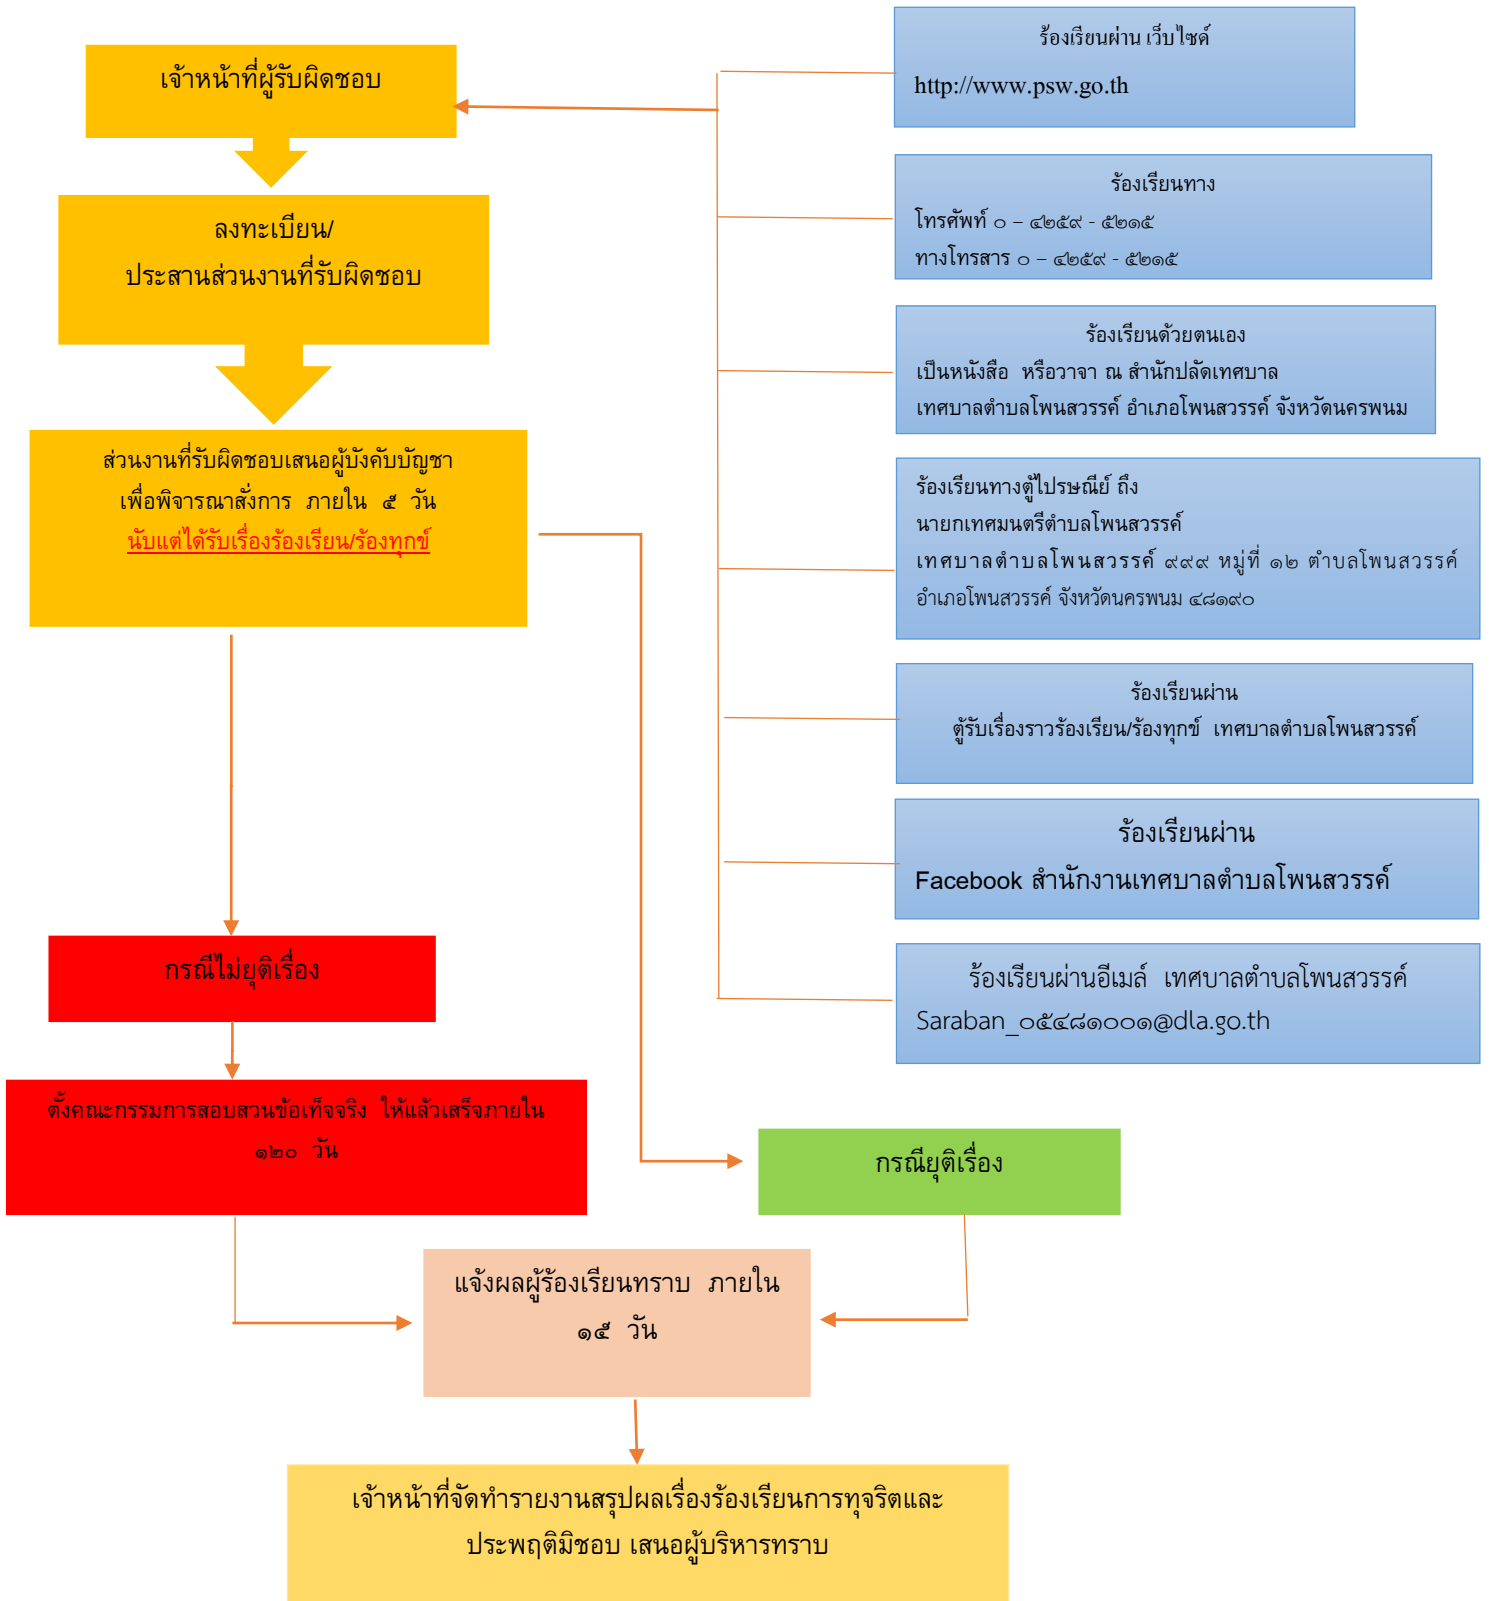 เจ้าหน้าที่ผู้รับผิดชอบ
ลงทะเบียน/
ประสานส่วนงานที่รับผิดชอบ
ส่วนงานที่รับผิดชอบเสนอผู้บังคับบัญชา
เพื่อพิจารณาสั่งการ ภายใน ๕ วัน
นับแต่ได้รับเรื่องร้องเรียน/ร้องทุกข์
ร้องเรียนผ่าน เว็บไซค์
http://www.psw.go.th
ร้องเรียนทาง
โทรศัพท์ ๐ – ๔๒๕๙ - ๕๒๑๕
ทางโทรสาร ๐ – ๔๒๕๙ - ๕๒๑๕
ร้องเรียนด้วยตนเอง
เป็นหนังสือ หรือวาจา ณ สำนักปลัดเทศบาล
เทศบาลตำบลโพนสวรรค์ อำเภอโพนสวรรค์ จังหวัดนครพนม
ร้องเรียนทางตู้ไปรษณีย์ ถึง
นายกเทศมนตรีตำบลโพนสวรรค์
เทศบาลตำบลโพนสวรรค์ ๙๙๙ หมู่ที่ ๑๒ ตำบลโพนสวรรค์
อำเภอโพนสวรรค์ จังหวัดนครพนม ๔๘๑๙๐
ร้องเรียนผ่าน
ตู้รับเรื่องราวร้องเรียน/ร้องทุกข์ เทศบาลตำบลโพนสวรรค์
ร้องเรียนผ่าน
Facebook สำนักงานเทศบาลตำบลโพนสวรรค์
ร้องเรียนผ่านอีเมล์ เทศบาลตำบลโพนสวรรค์
Saraban_๐๕๔๘๑๐๐๑@dla.go.th
กรณีไม่ยุติเรื่อง
ตั้งคณะกรรมการสอบสวนข้อเท็จจริง ให้แล้วเสร็จภายใน
๑๒๐ วัน
กรณียุติเรื่อง
แจ้งผลผู้ร้องเรียนทราบ ภายใน
๑๕ วัน
เจ้าหน้าที่จัดทำรายงานสรุปผลเรื่องร้องเรียนการทุจริตและ
ประพฤติมิชอบ เสนอผู้บริหารทราบ